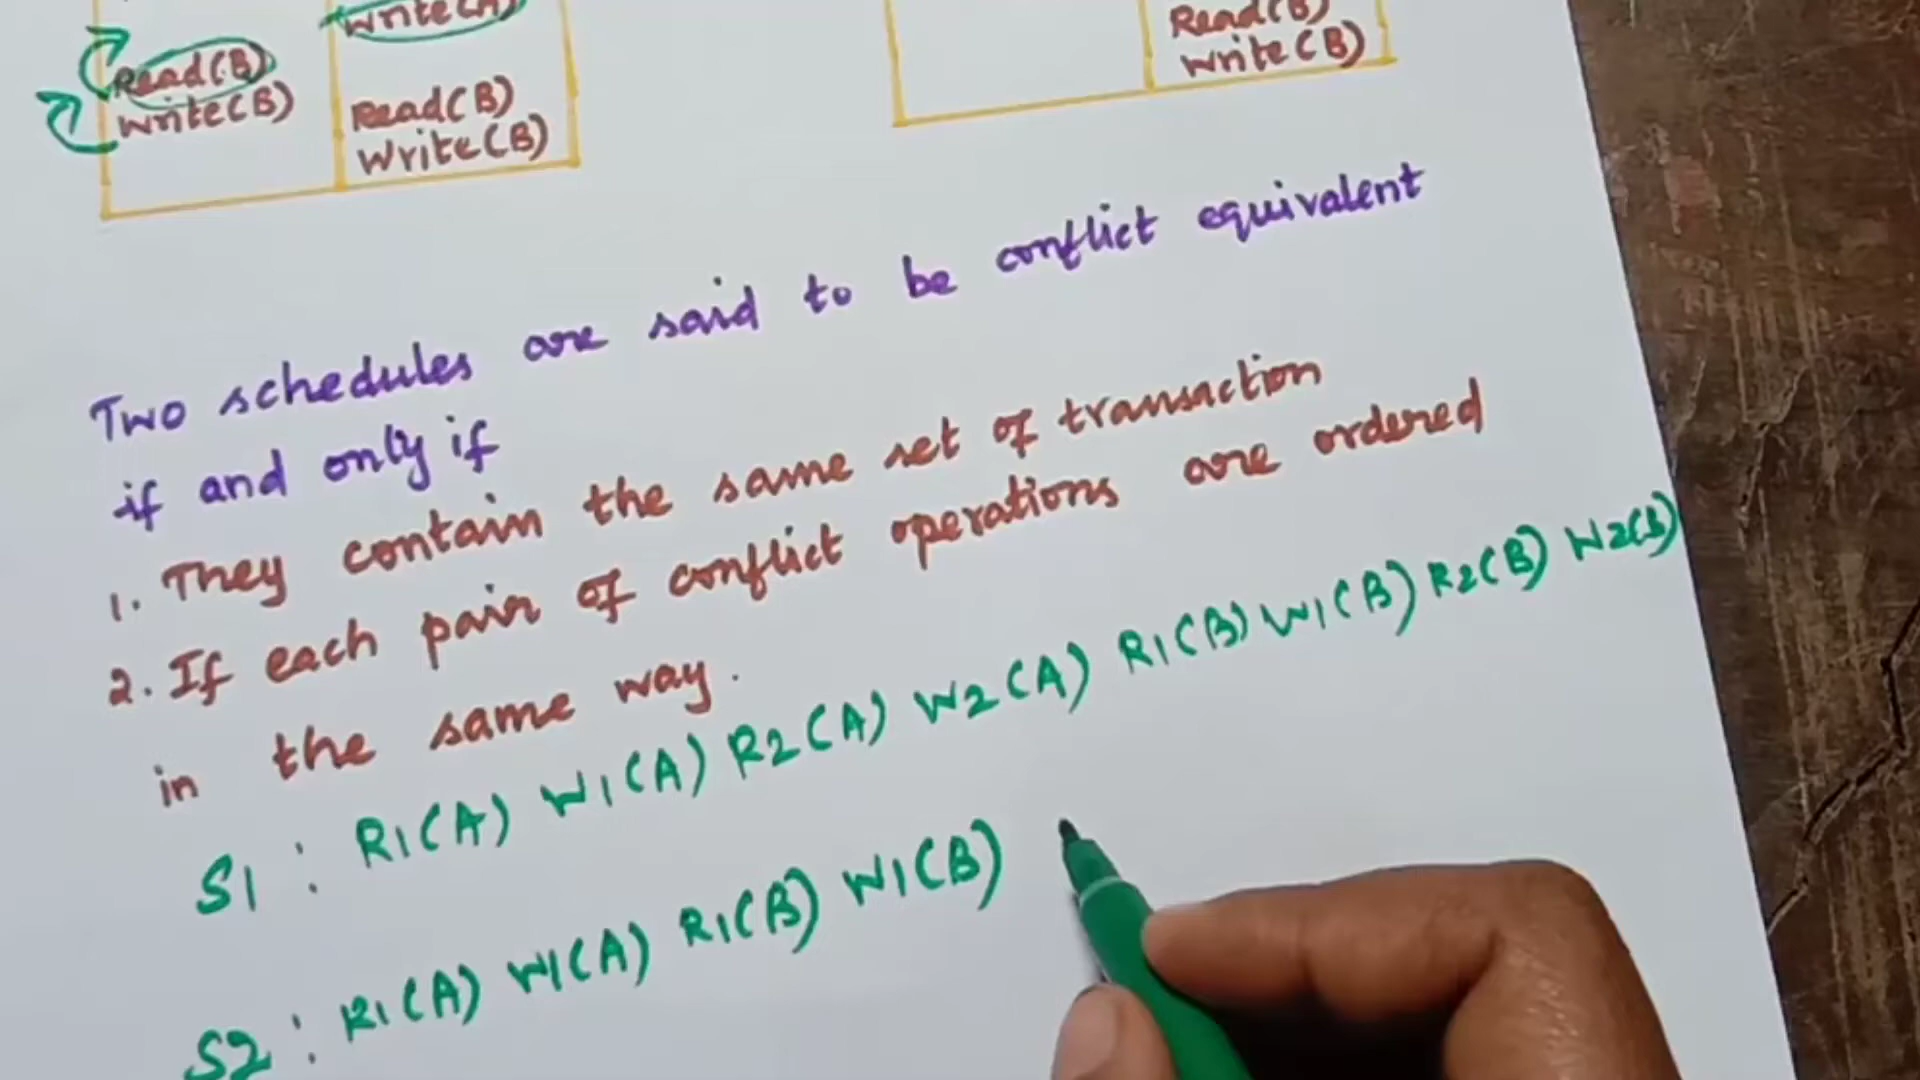 Write(A)
Read(B)
Write(B)
Read(B)
Write(B)
Read(B)
Write(B)
Two schedules are said to be conflict equivalent
if and only if
1. They contain the same set of transaction
2. If each pair of conflict operations are ordered
in the same way.
S1 : R1(A) W1(A) R2(A) W2(A) R1(B) W1(B) R2(B) W2(B)
S2 : R1(A) W1(A) R1(B) W1(B)